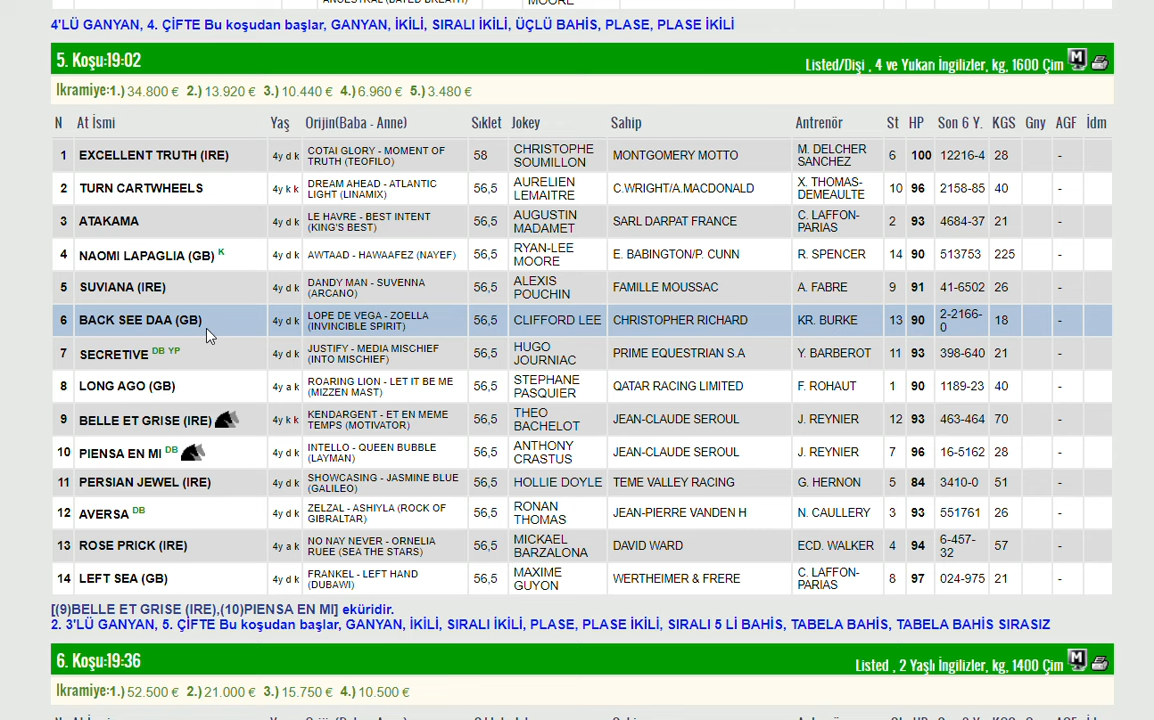 MOORE
4'LÜ GANYAN, 4. ÇİFTE Bu koşudan başlar, GANYAN, İKİLİ, SIRALI İKİLİ, ÜÇLÜ BAHİS, PLASE, PLASE İKİLİ
5. Koşu:19:02 Listed/Dişi , 4 ve Yukarı İngilizler, kg, 1600 Çim M
Ikramiye:1.) 34.800 € 2.) 13.920 € 3.) 10.440 € 4.) 6.960 € 5.) 3.480 €
N At İsmi Yaş Orijin(Baba - Anne) Sıklet Jokey Sahip Antrenör St HP Son 6 Y. KGS Gny AGF İdm
1 EXCELLENT TRUTH (IRE) 4y d k COTAI GLORY - MOMENT OF TRUTH (TEOFILO) 58 CHRISTOPHE SOUMILLON MONTGOMERY MOTTO M. DELCHER SANCHEZ 6 100 12216-4 28 -
2 TURN CARTWHEELS 4y k k DREAM AHEAD - ATLANTIC LIGHT (LINAMIX) 56,5 AURELIEN LEMAITRE C.WRIGHT/A.MACDONALD X. THOMAS-DEMEAULTE 10 96 2158-85 40 -
3 ATAKAMA 4y d k LE HAVRE - BEST INTENT (KING'S BEST) 56,5 AUGUSTIN MADAMET SARL DARPAT FRANCE C. LAFFON-PARIAS 2 93 4684-37 21 -
4 NAOMI LAPAGLIA (GB) K 4y d k AWTAAD - HAWAAFEZ (NAYEF) 56,5 RYAN-LEE MOORE E. BABINGTON/P. CUNN R. SPENCER 14 90 513753 225 -
5 SUVIANA (IRE) 4y d k DANDY MAN - SUVENNA (ARCANO) 56,5 ALEXIS POUCHIN FAMILLE MOUSSAC A. FABRE 9 91 41-6502 26 -
6 BACK SEE DAA (GB) 4y d k LOPE DE VEGA - ZOELLA (INVINCIBLE SPIRIT) 56,5 CLIFFORD LEE CHRISTOPHER RICHARD KR. BURKE 13 90 2-2166-0 18 -
7 SECRETIVE DB YP 4y d k JUSTIFY - MEDIA MISCHIEF (INTO MISCHIEF) 56,5 HUGO JOURNIAC PRIME EQUESTRIAN S.A Y. BARBEROT 11 93 398-640 21 -
8 LONG AGO (GB) 4y a k ROARING LION - LET IT BE ME (MIZZEN MAST) 56,5 STEPHANE PASQUIER QATAR RACING LIMITED F. ROHAUT 1 90 1189-23 40 -
9 BELLE ET GRISE (IRE) 4y k k KENDARGENT - ET EN MEME TEMPS (MOTIVATOR) 56,5 THEO BACHELOT JEAN-CLAUDE SEROUL J. REYNIER 12 93 463-464 70 -
10 PIENSA EN MI DB 4y d k INTELLO - QUEEN BUBBLE (LAYMAN) 56,5 ANTHONY CRASTUS JEAN-CLAUDE SEROUL J. REYNIER 7 96 16-5162 28 -
11 PERSIAN JEWEL (IRE) 4y d k SHOWCASING - JASMINE BLUE (GALILEO) 56,5 HOLLIE DOYLE TEME VALLEY RACING G. HERNON 5 84 3410-0 51 -
12 AVERSA DB 4y d k ZELZAL - ASHIYLA (ROCK OF GIBRALTAR) 56,5 RONAN THOMAS JEAN-PIERRE VANDEN H N. CAULLERY 3 93 551761 26 -
13 ROSE PRICK (IRE) 4y a k NO NAY NEVER - ORNELIA RUEE (SEA THE STARS) 56,5 MICKAEL BARZALONA DAVID WARD ECD. WALKER 4 94 6-457-32 57 -
14 LEFT SEA (GB) 4y d k FRANKEL - LEFT HAND (DUBAWI) 56,5 MAXIME GUYON WERTHEIMER & FRERE C. LAFFON-PARIAS 8 97 024-975 21 -
[(9)BELLE ET GRISE (IRE),(10)PIENSA EN MI] eküridir.
2. 3'LÜ GANYAN, 5. ÇİFTE Bu koşudan başlar, GANYAN, İKİLİ, SIRALI İKİLİ, PLASE, PLASE İKİLİ, SIRALI 5 Lİ BAHİS, TABELA BAHİS, TABELA BAHİS SIRASIZ
6. Koşu:19:36 Listed , 2 Yaşlı İngilizler, kg, 1400 Çim M
Ikramiye:1.) 52.500 € 2.) 21.000 € 3.) 15.750 € 4.) 10.500 €